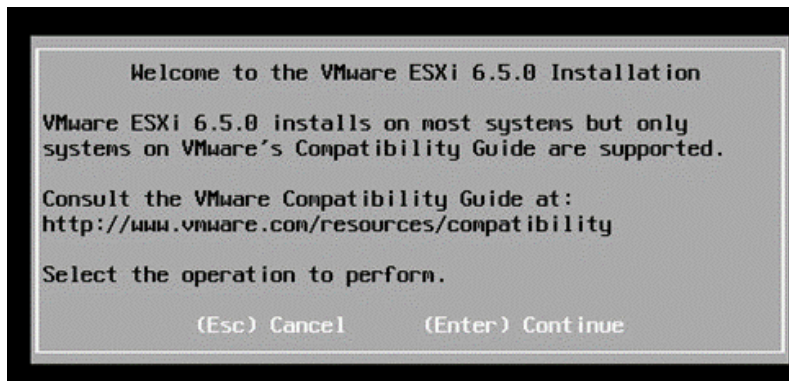 Welcome to the VMware ESXi 6.5.0 Installation
VMware ESXi 6.5.0 installs on most systems but only
systems on VMware's Compatibility Guide are supported.
Consult the VMware Compatibility Guide at:
http://www.vmware.com/resources/compatibility
Select the operation to perform.
(Esc) Cancel (Enter) Continue